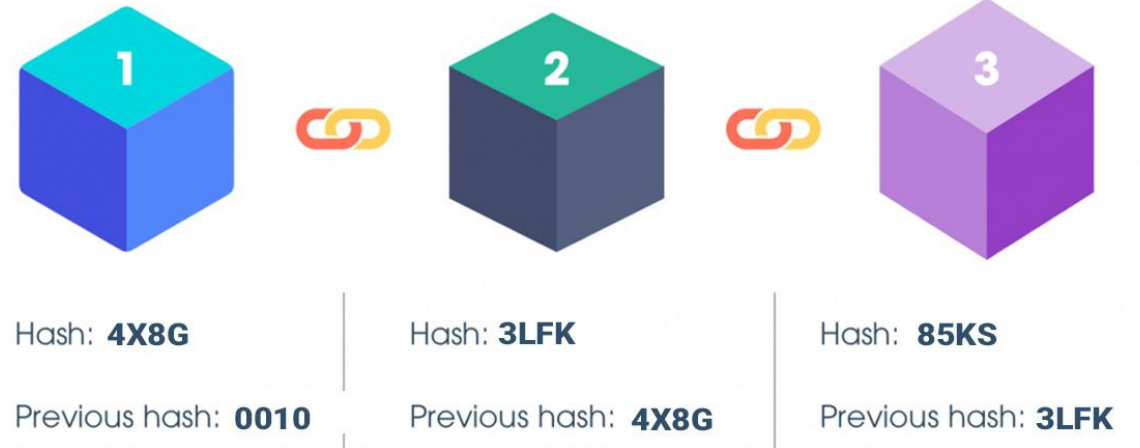 1
2
3
Hash: 4X8G
Previous hash: 0010
Hash: 3LFK
Previous hash: 4X8G
Hash: 85KS
Previous hash: 3LFK